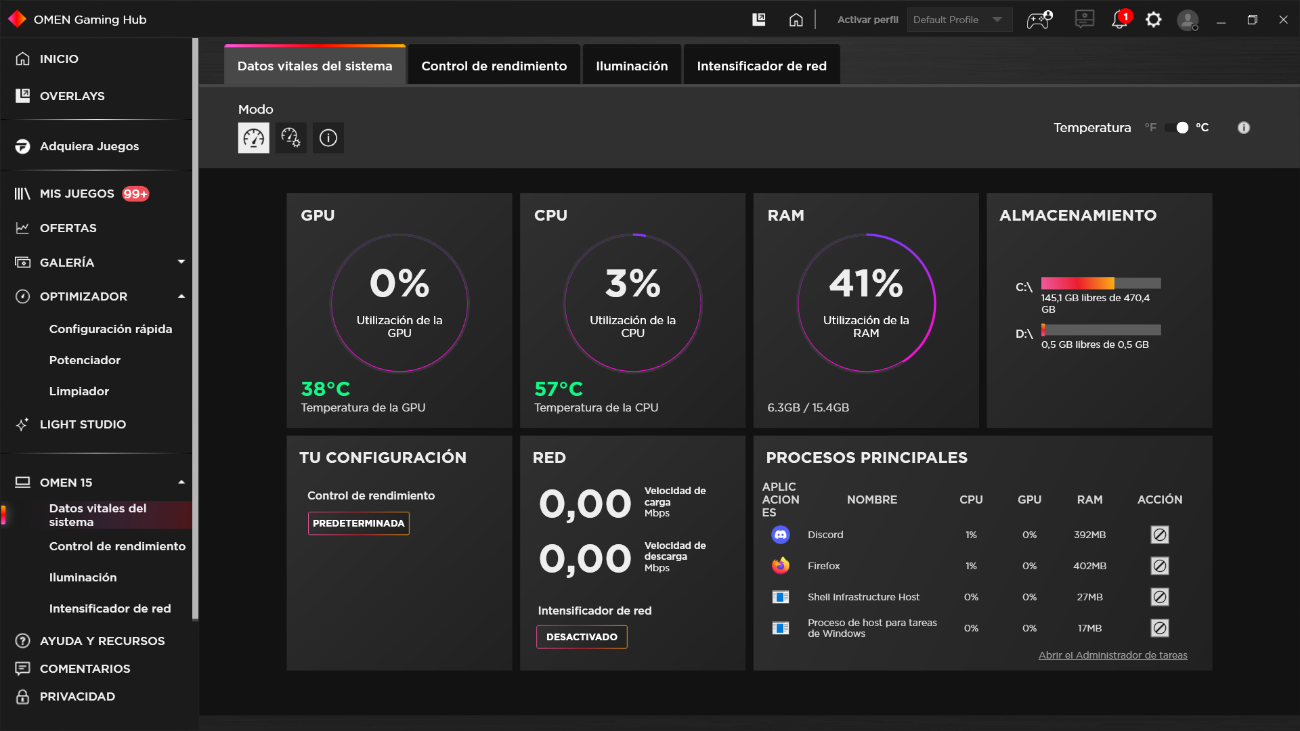 OMEN Gaming Hub
Activar perfil
Default Profile
1
INICIO
OVERLAYS
Adquiera Juegos
MIS JUEGOS 99+
OFERTAS
GALERÍA
OPTIMIZADOR
Configuración rápida
Potenciador
Limpiador
LIGHT STUDIO
OMEN 15
Datos vitales del
sistema
Control de rendimiento
Iluminación
Intensificador de red
AYUDA Y RECURSOS
COMENTARIOS
PRIVACIDAD
Datos vitales del sistema
Control de rendimiento
Iluminación
Intensificador de red
Modo
Temperatura °F °C
GPU
0%
Utilización de la
GPU
38°C
Temperatura de la GPU
CPU
3%
Utilización de la
CPU
57°C
Temperatura de la CPU
RAM
41%
Utilización de la
RAM
6.3GB / 15.4GB
ALMACENAMIENTO
C:\
145,1 GB libres de 470,4
GB
D:\
0,5 GB libres de 0,5 GB
TU CONFIGURACIÓN
Control de rendimiento
PREDETERMINADA
RED
0,00
Velocidad de
carga
Mbps
0,00
Velocidad de
descarga
Mbps
Intensificador de red
DESACTIVADO
PROCESOS PRINCIPALES
APLIC
ACION
ES
NOMBRE CPU GPU RAM ACCIÓN
Discord 1% 0% 392MB
Firefox 1% 0% 402MB
Shell Infrastructure Host 0% 0% 27MB
Proceso de host para tareas
de Windows
0% 0% 17MB
Abrir el Administrador de tareas